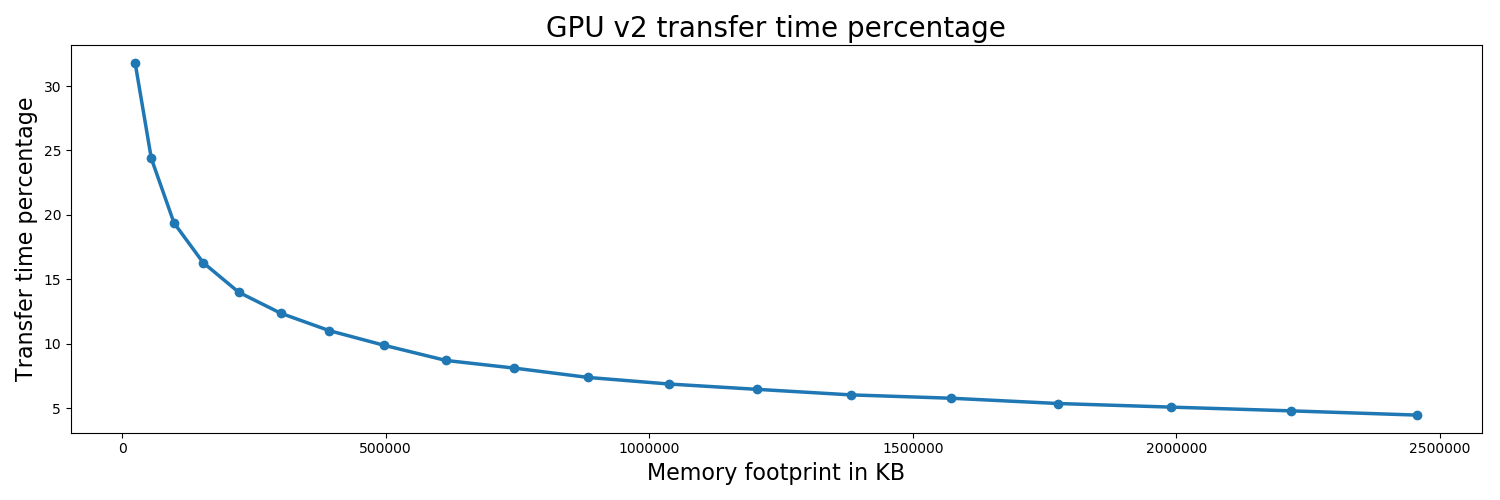 GPU v2 transfer time percentage
Transfer time percentage
30
25
20
15
10
5
0 500000 1000000 1500000 2000000 2500000
Memory footprint in KB